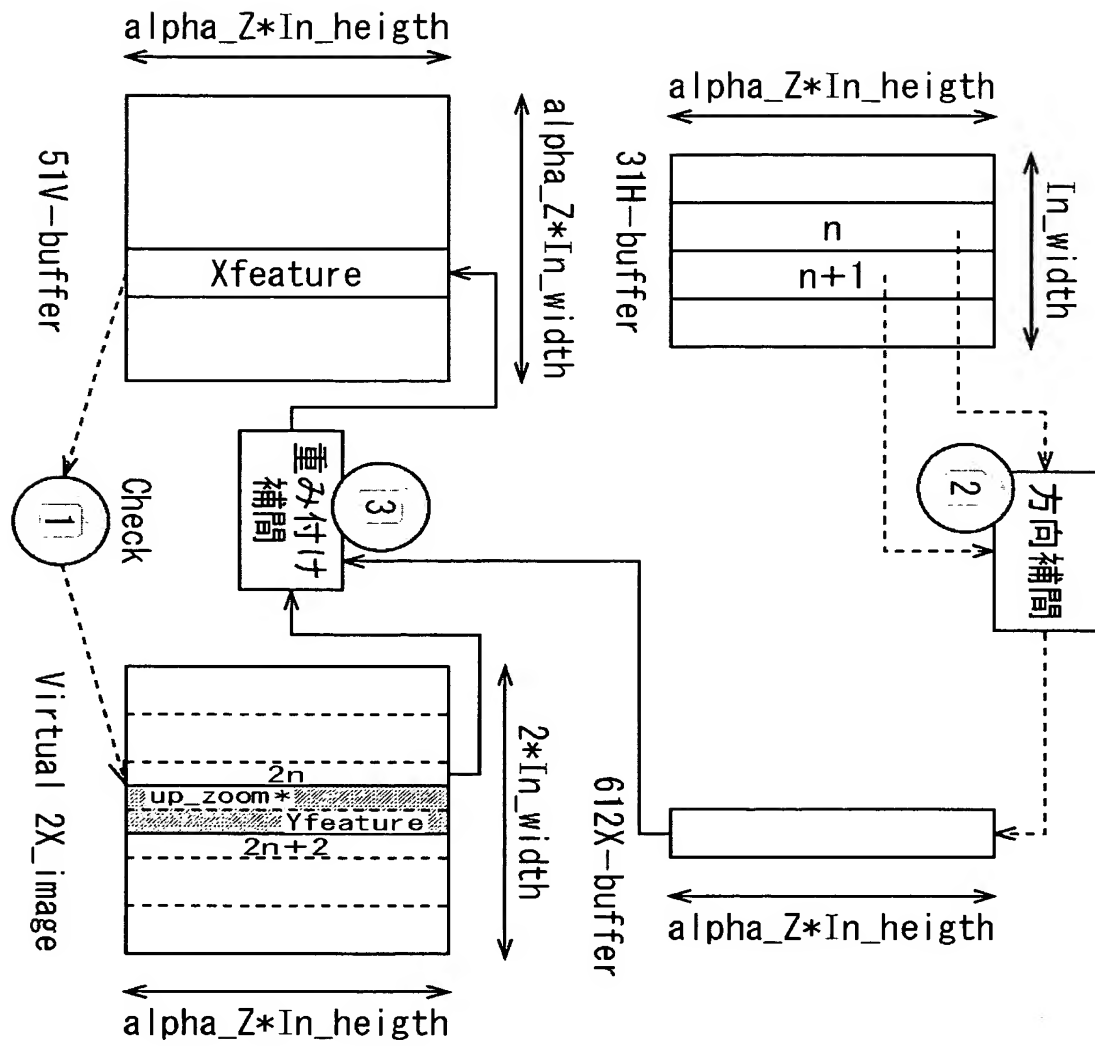 alpha_Z*In_heigth
alpha_Z*In_heigth
51V-buffer
Xfeature
alpha_Z*In_width
31H-buffer
n
n+1
In_width
1
Check
重み付け
補間
3
2
方向補間
Virtual 2X_image
2n
up_zoom*
Yfeature
2n+2
2*In_width
612X-buffer
alpha_Z*In_heigth
alpha_Z*In_heigth